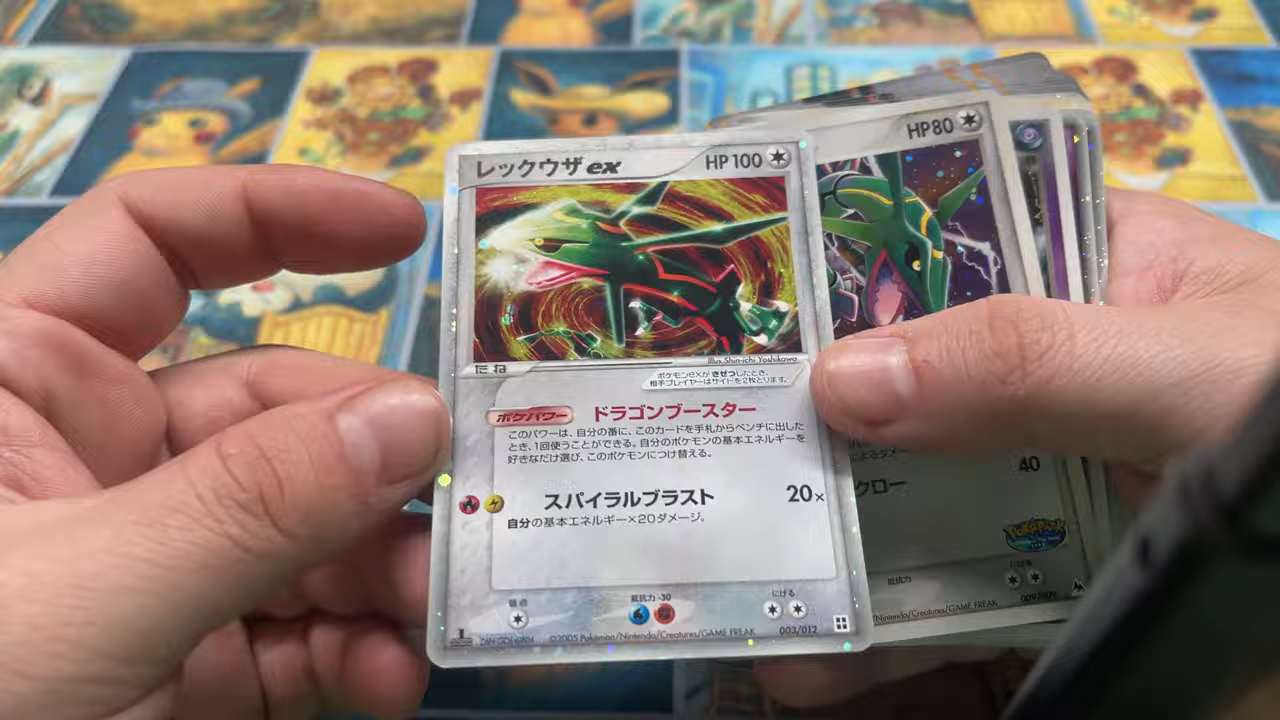 レックウザex HP100
Illus. Shin-ichi Yoshikawa
たね
ポケモンexがきぜつしたとき、
相手プレイヤーはサイドを2枚とります。
ポケパワー ドラゴンブースター
このパワーは、自分の番に、このカードを手札からベンチに出した
とき、1回使うことができる。自分のポケモンの基本エネルギーを
好きなだけ選び、このポケモンにつけ替える。
スパイラルブラスト 20×
自分の基本エネルギー×20ダメージ。
弱点 抵抗力 -30 にげる
©2005 Pokémon/Nintendo/Creatures/GAME FREAK 003/012
HP80
40
クロー
PokéPark
抵抗力 にげる
009/009
/Nintendo/Creatures/GAME FREAK